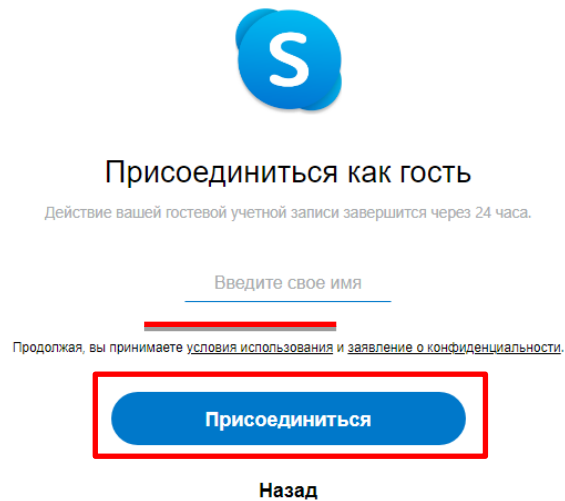 S
Присоединиться как гость
Действие вашей гостевой учетной записи завершится через 24 часа.
Введите свое имя
Продолжая, вы принимаете условия использования и заявление о конфиденциальности.
Присоединиться
Назад